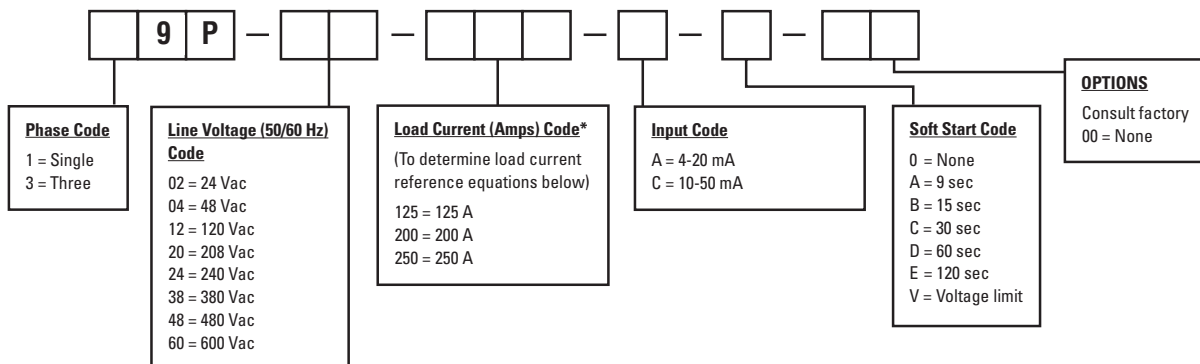 9 P — — — — —
Phase Code
1 = Single
3 = Three
Line Voltage (50/60 Hz)
Code
02 = 24 Vac
04 = 48 Vac
12 = 120 Vac
20 = 208 Vac
24 = 240 Vac
38 = 380 Vac
48 = 480 Vac
60 = 600 Vac
Load Current (Amps) Code*
(To determine load current
reference equations below)
125 = 125 A
200 = 200 A
250 = 250 A
Input Code
A = 4-20 mA
C = 10-50 mA
Soft Start Code
0 = None
A = 9 sec
B = 15 sec
C = 30 sec
D = 60 sec
E = 120 sec
V = Voltage limit
OPTIONS
Consult factory
00 = None